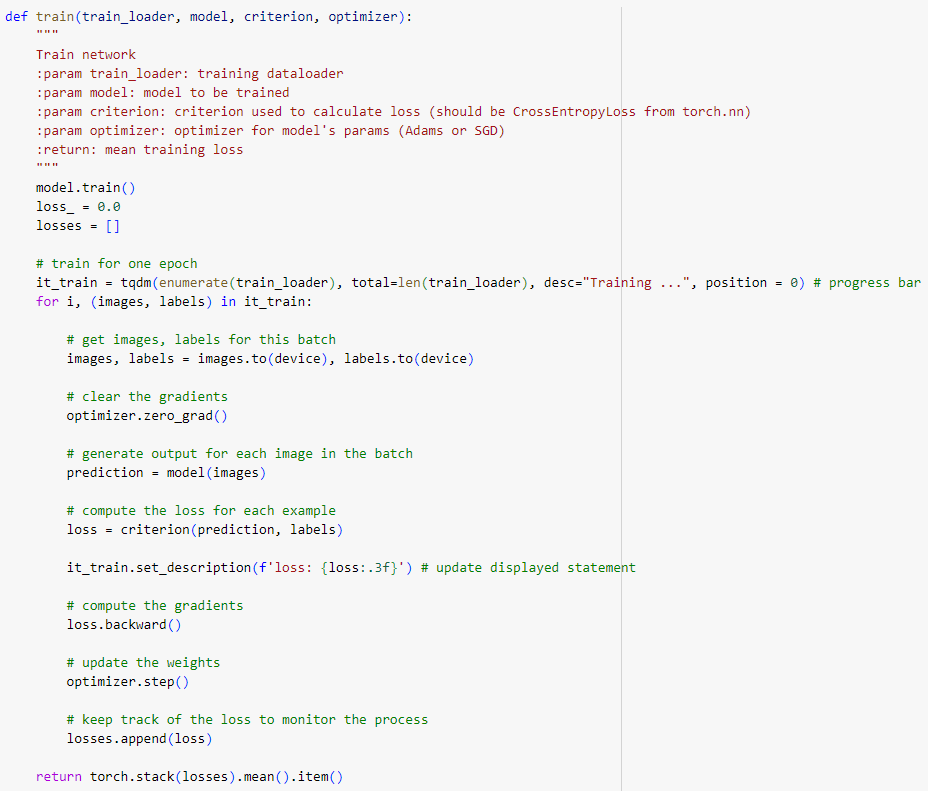 def train(train_loader, model, criterion, optimizer):
    """
    Train network
    :param train_loader: training dataloader
    :param model: model to be trained
    :param criterion: criterion used to calculate loss (should be CrossEntropyLoss from torch.nn)
    :param optimizer: optimizer for model's params (Adams or SGD)
    :return: mean training loss
    """
    model.train()
    loss_ = 0.0
    losses = []

    # train for one epoch
    it_train = tqdm(enumerate(train_loader), total=len(train_loader), desc="Training ...", position = 0) # progress bar
    for i, (images, labels) in it_train:

        # get images, labels for this batch
        images, labels = images.to(device), labels.to(device)

        # clear the gradients
        optimizer.zero_grad()

        # generate output for each image in the batch
        prediction = model(images)

        # compute the loss for each example
        loss = criterion(prediction, labels)

        it_train.set_description(f'loss: {loss:.3f}') # update displayed statement

        # compute the gradients
        loss.backward()

        # update the weights
        optimizer.step()

        # keep track of the loss to monitor the process
        losses.append(loss)

    return torch.stack(losses).mean().item()